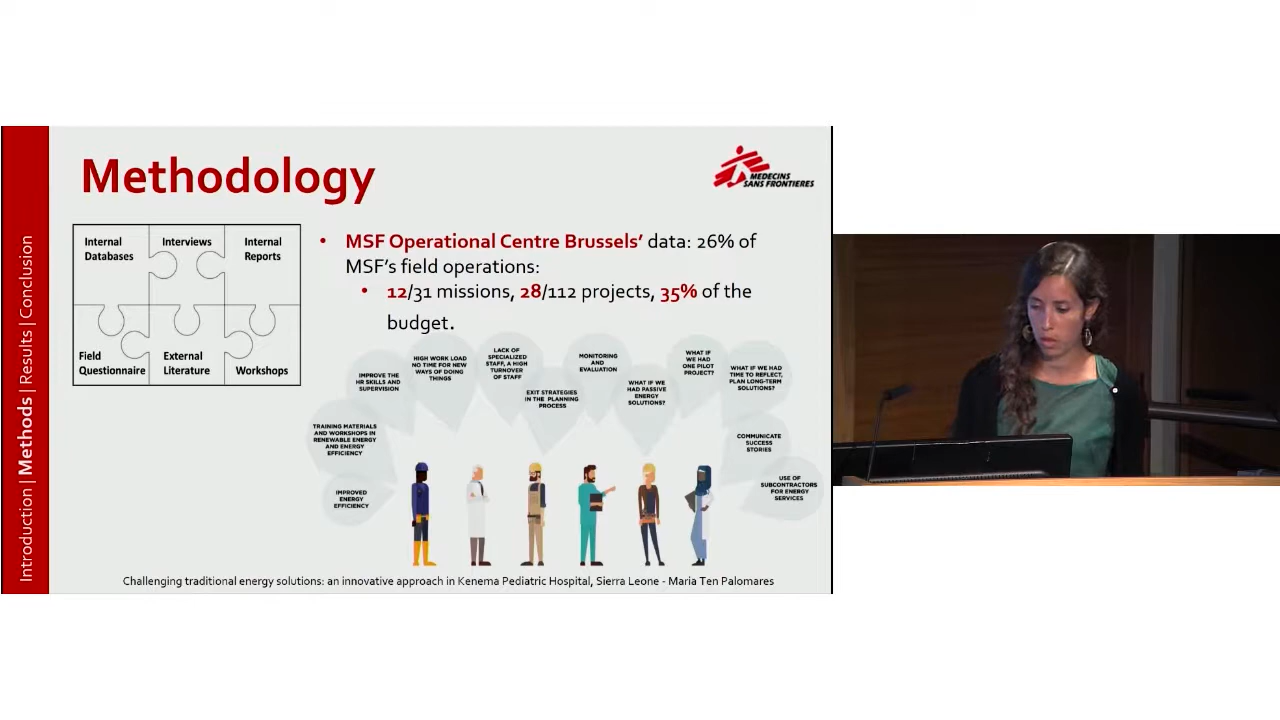 Methodology
MEDECINS
SANS FRONTIERES
Introduction | Methods | Results | Conclusion
Internal
Databases
Interviews
Internal
Reports
Field
Questionnaire
External
Literature
Workshops
• MSF Operational Centre Brussels’ data: 26% of
MSF’s field operations:
• 12/31 missions, 28/112 projects, 35% of the
budget.
IMPROVED
ENERGY
EFFICIENCY
TRAINING MATERIALS
AND WORKSHOPS IN
RENEWABLE ENERGY
AND ENERGY
EFFICIENCY
IMPROVE THE
HR SKILLS AND
SUPERVISION
HIGH WORK LOAD
NO TIME FOR NEW
WAYS OF DOING
THINGS
LACK OF
SPECIALIZED
STAFF, A HIGH
TURNOVER
OF STAFF
EXIT STRATEGIES
IN THE PLANNING
PROCESS
MONITORING
AND
EVALUATION
WHAT IF WE
HAD PASSIVE
ENERGY
SOLUTIONS?
WHAT IF
WE HAD
ONE PILOT
PROJECT?
WHAT IF WE HAD
TIME TO REFLECT,
PLAN LONG-TERM
SOLUTIONS?
COMMUNICATE
SUCCESS
STORIES
USE OF
SUBCONTRACTORS
FOR ENERGY
SERVICES
Challenging traditional energy solutions: an innovative approach in Kenema Pediatric Hospital, Sierra Leone - Maria Ten Palomares